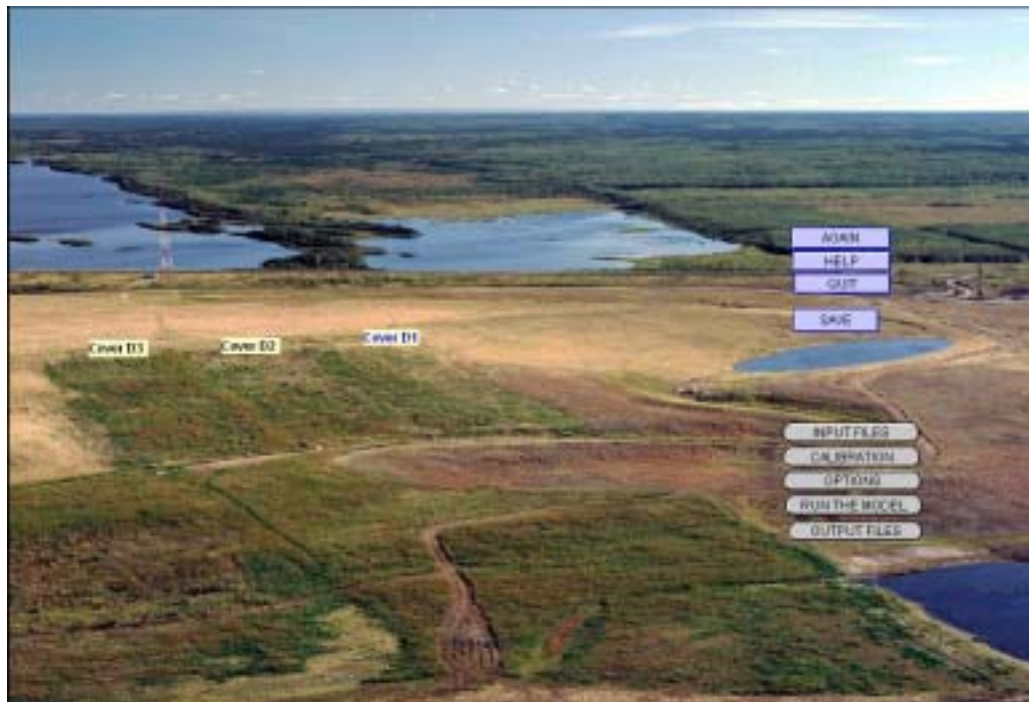 AGAIN
HELP
QUIT
SAVE
Cover D3 Cover D2 Cover D1
INPUT FILES
CALIBRATION
OPTIONS
RUN THE MODEL
OUTPUT FILES